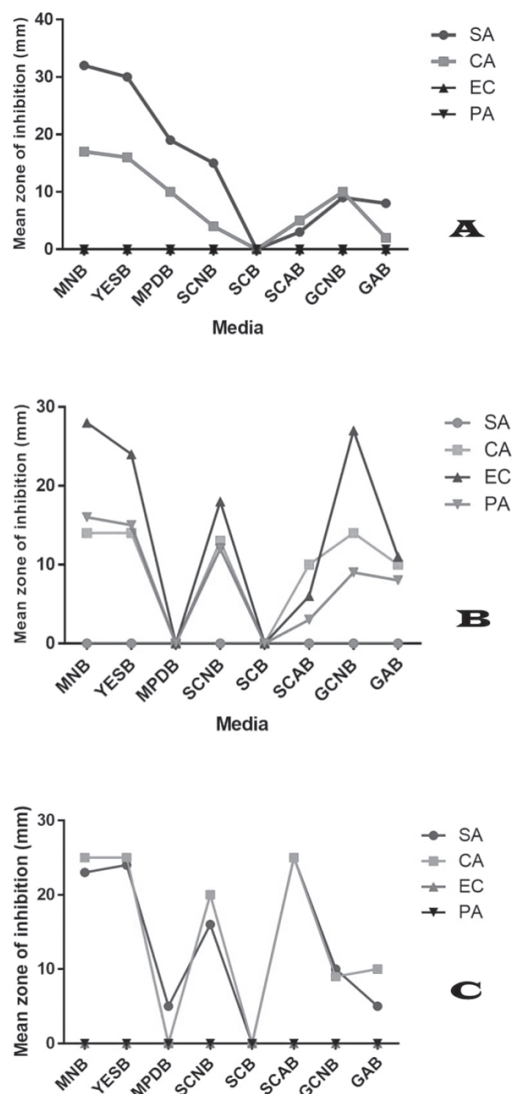 Mean zone of inhibition (mm)
40
30
20
10
0
MNB
YESB
MPDB
SCNB
SCB
SCAB
GCNB
GAB
Media
SA
CA
EC
PA
A
Mean zone of inhibition (mm)
30
20
10
0
MNB
YESB
MPDB
SCNB
SCB
SCAB
GCNB
GAB
Media
SA
CA
EC
PA
B
Mean zone of inhibition (mm)
30
20
10
0
MNB
YESB
MPDB
SCNB
SCB
SCAB
GCNB
GAB
SA
CA
EC
PA
C